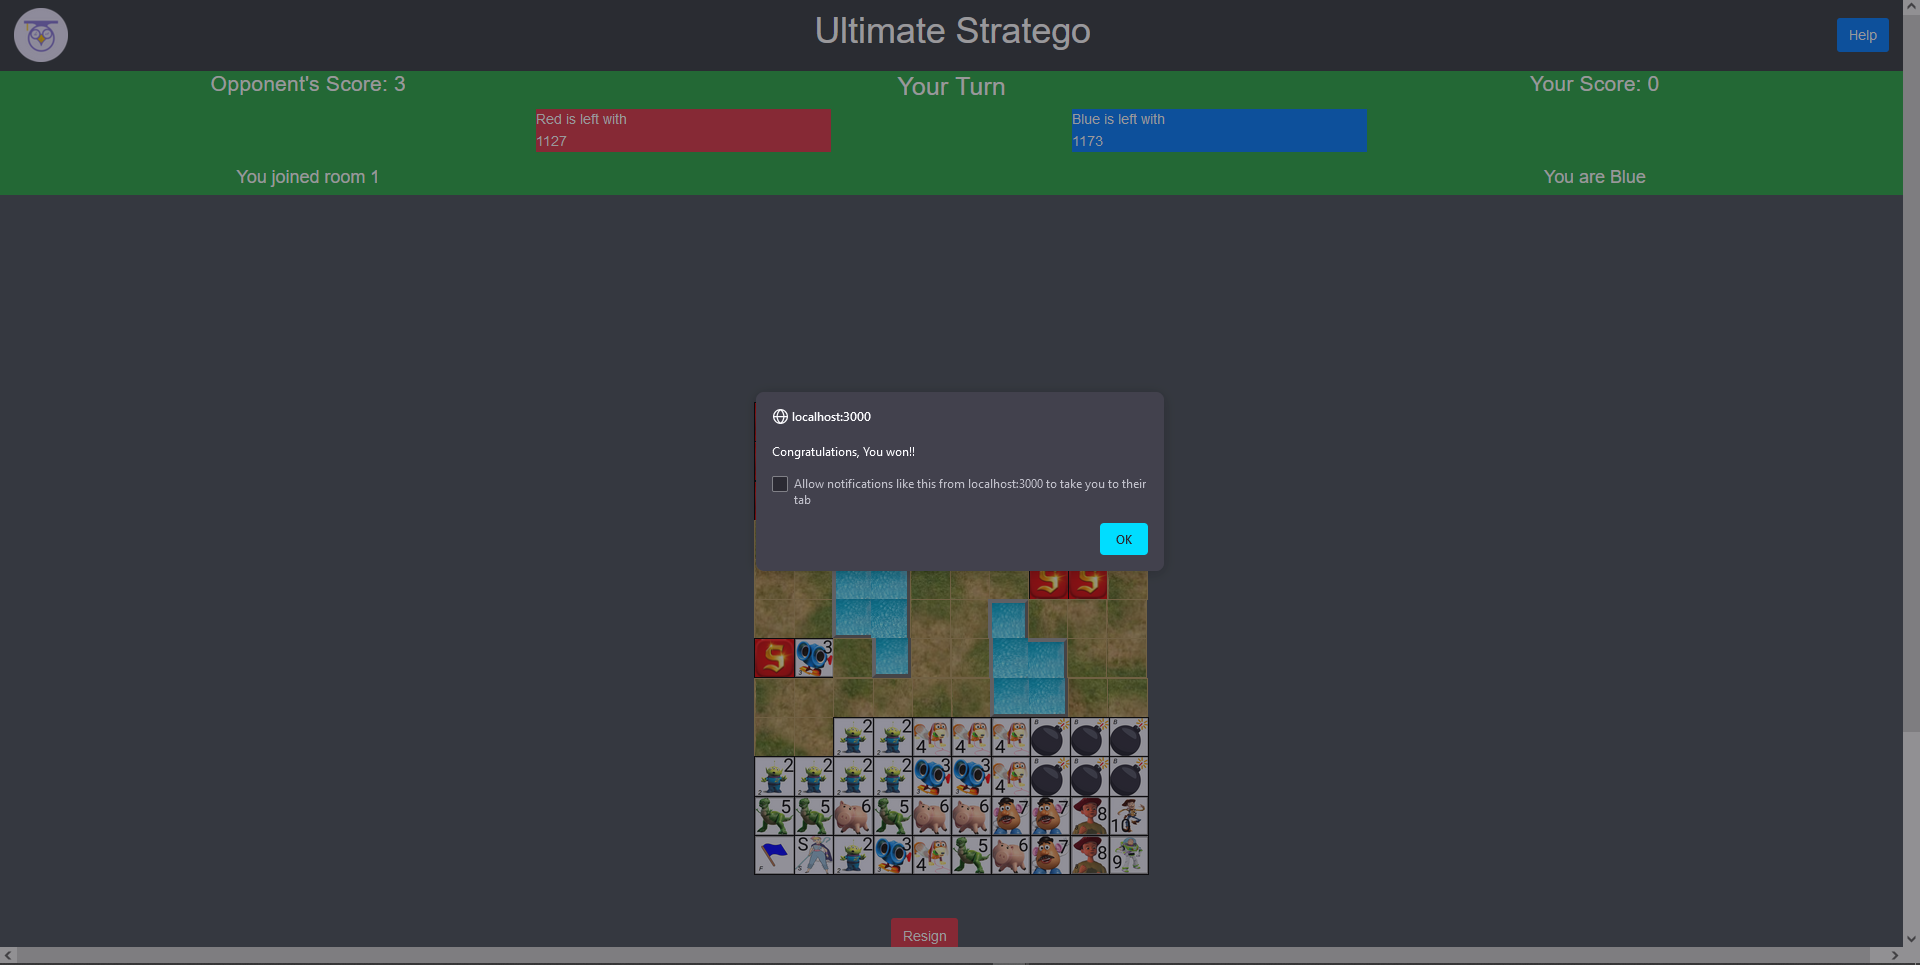 Ultimate Stratego
Help
Opponent's Score: 3
Your Turn
Your Score: 0
Red is left with
1127
Blue is left with
1173
You joined room 1
You are Blue
localhost:3000
Congratulations, You won!!
Allow notifications like this from localhost:3000 to take you to their
tab
OK
S S
S 3
2 2 4 4 4 B B B
2 2 2 2 3 3 4 B B B
5 5 6 5 6 6 7 7 8 10
F S 2 3 4 5 6 7 8 9
Resign